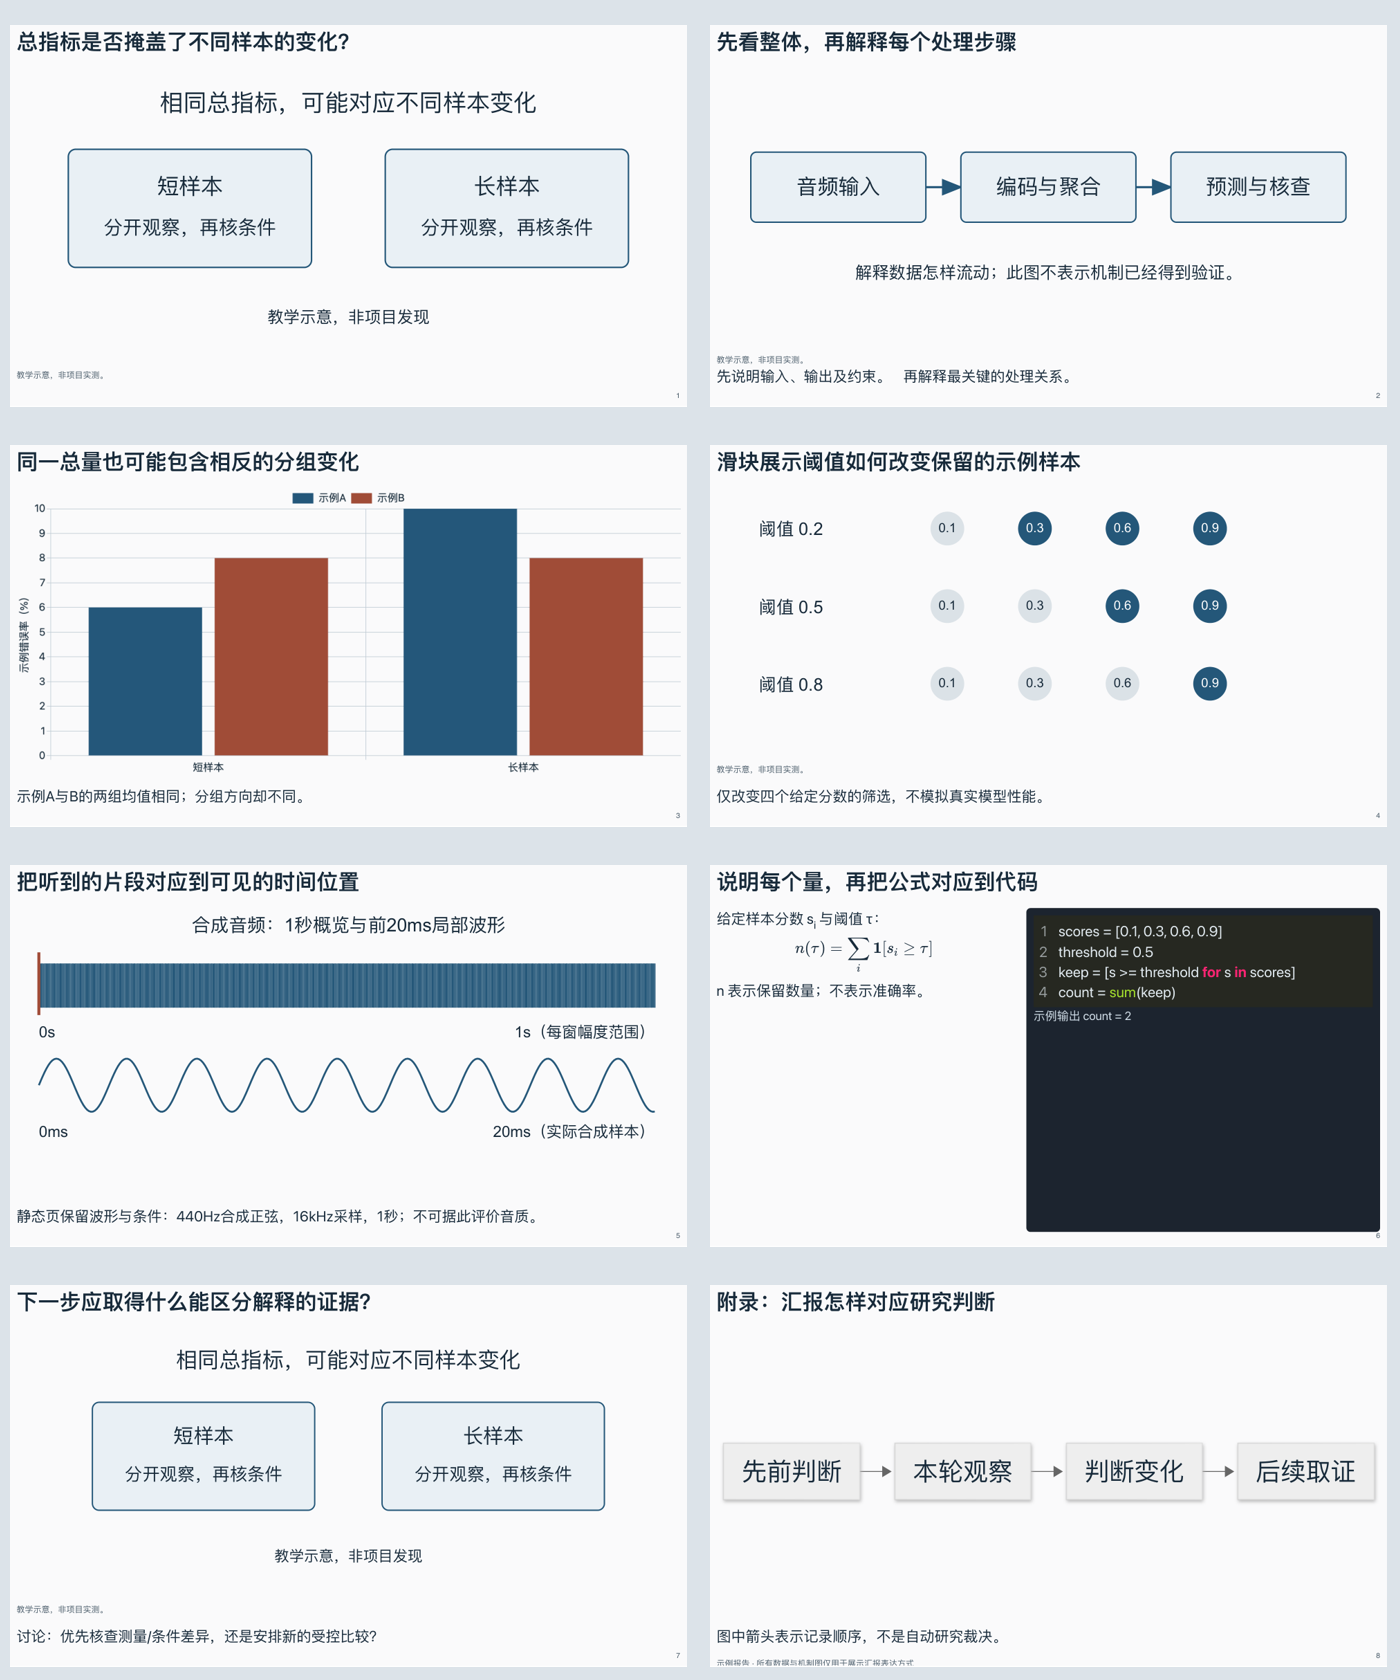 总指标是否掩盖了不同样本的变化?
相同总指标，可能对应不同样本变化
短样本
分开观察，再核条件
长样本
分开观察，再核条件
教学示意，非项目发现
教学示意，非项目实测。
1
先看整体，再解释每个处理步骤
音频输入
编码与聚合
预测与核查
解释数据怎样流动；此图不表示机制已经得到验证。
教学示意，非项目实测。
先说明输入、输出及约束。 再解释最关键的处理关系。
2
同一总量也可能包含相反的分组变化
示例A 示例B
示例错误率（%）
10
9
8
7
6
5
4
3
2
1
0
短样本 长样本
示例A与B的两组均值相同；分组方向却不同。
3
滑块展示阈值如何改变保留的示例样本
阈值 0.2 0.1 0.3 0.6 0.9
阈值 0.5 0.1 0.3 0.6 0.9
阈值 0.8 0.1 0.3 0.6 0.9
教学示意，非项目实测。
仅改变四个给定分数的筛选，不模拟真实模型性能。
4
把听到的片段对应到可见的时间位置
合成音频：1秒概览与前20ms局部波形
0s 1s（每窗幅度范围）
0ms 20ms（实际合成样本）
静态页保留波形与条件：440Hz合成正弦，16kHz采样，1秒；不可据此评价音质。
5
说明每个量，再把公式对应到代码
给定样本分数 sᵢ 与阈值 τ：
n(τ) = ∑ᵢ 𝟏[sᵢ ≥ τ]
n 表示保留数量；不表示准确率。
1 scores = [0.1, 0.3, 0.6, 0.9]
2 threshold = 0.5
3 keep = [s >= threshold for s in scores]
4 count = sum(keep)
示例输出 count = 2
6
下一步应取得什么能区分解释的证据?
相同总指标，可能对应不同样本变化
短样本
分开观察，再核条件
长样本
分开观察，再核条件
教学示意，非项目发现
教学示意，非项目实测。
讨论：优先核查测量/条件差异，还是安排新的受控比较?
7
附录：汇报怎样对应研究判断
先前判断
本轮观察
判断变化
后续取证
图中箭头表示记录顺序，不是自动研究裁决。
示例报告 · 所有数据与机制图仅用于展示汇报表达方式
8